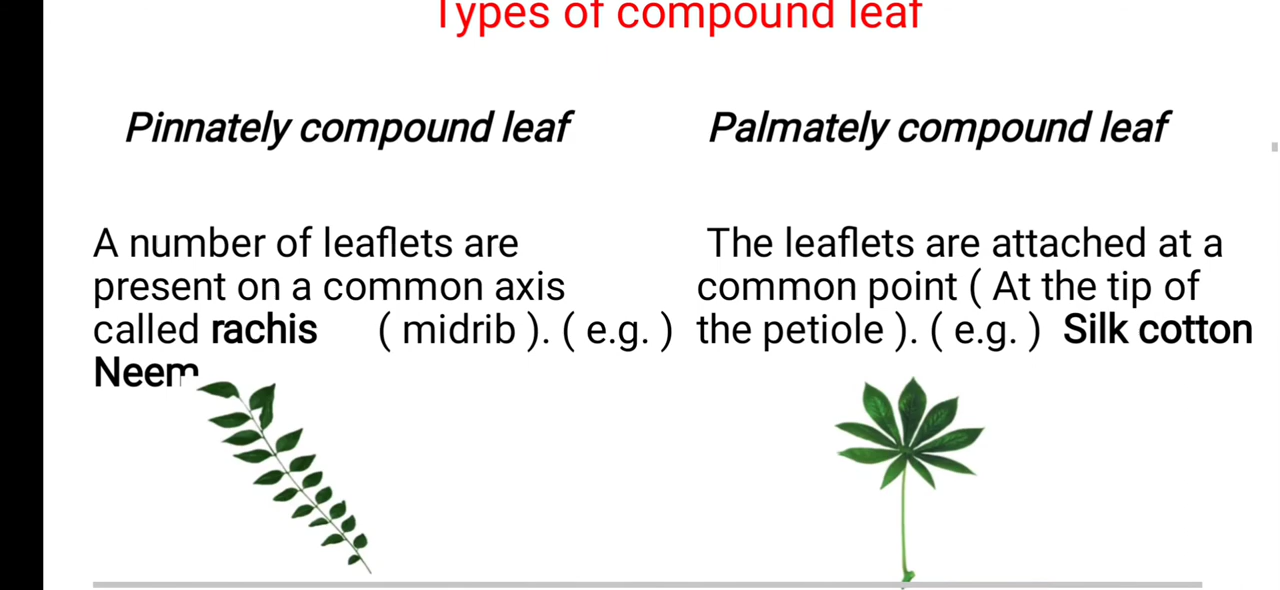 Types of compound leaf
Pinnately compound leaf
A number of leaflets are
present on a common axis
called rachis ( midrib ). ( e.g. )
Neem
Palmately compound leaf
The leaflets are attached at a
common point ( At the tip of
the petiole ). ( e.g. ) Silk cotton